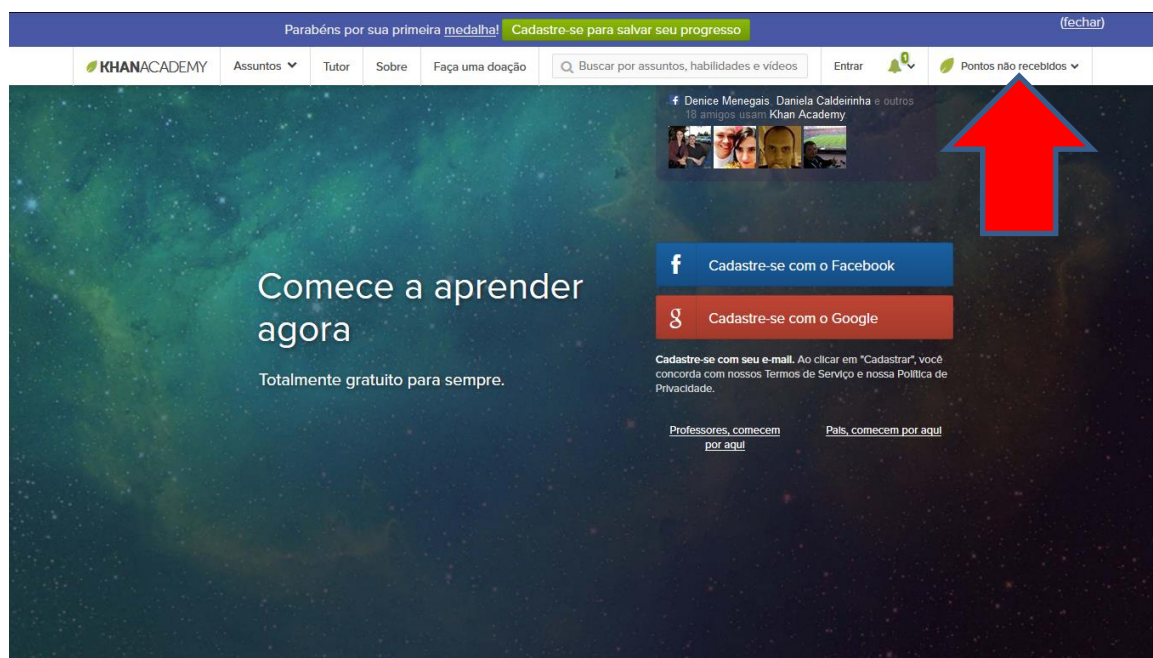 Parabéns por sua primeira medalha! Cadastre-se para salvar seu progresso
(fechar)
KHANACADEMY Assuntos Tutor Sobre Faça uma doação Buscar por assuntos, habilidades e vídeos Entrar Pontos não recebidos
f Denice Menegais, Daniela Caldeirinha e outros
18 amigos usam Khan Academy
f Cadastre-se com o Facebook
g Cadastre-se com o Google
Comece a aprender
agora
Totalmente gratuito para sempre.
Cadastre-se com seu e-mail. Ao clicar em "Cadastrar", você
concorda com nossos Termos de Serviço e nossa Política de
Privacidade.
Professores, comecem
por aqui
Pais, comecem por aqui